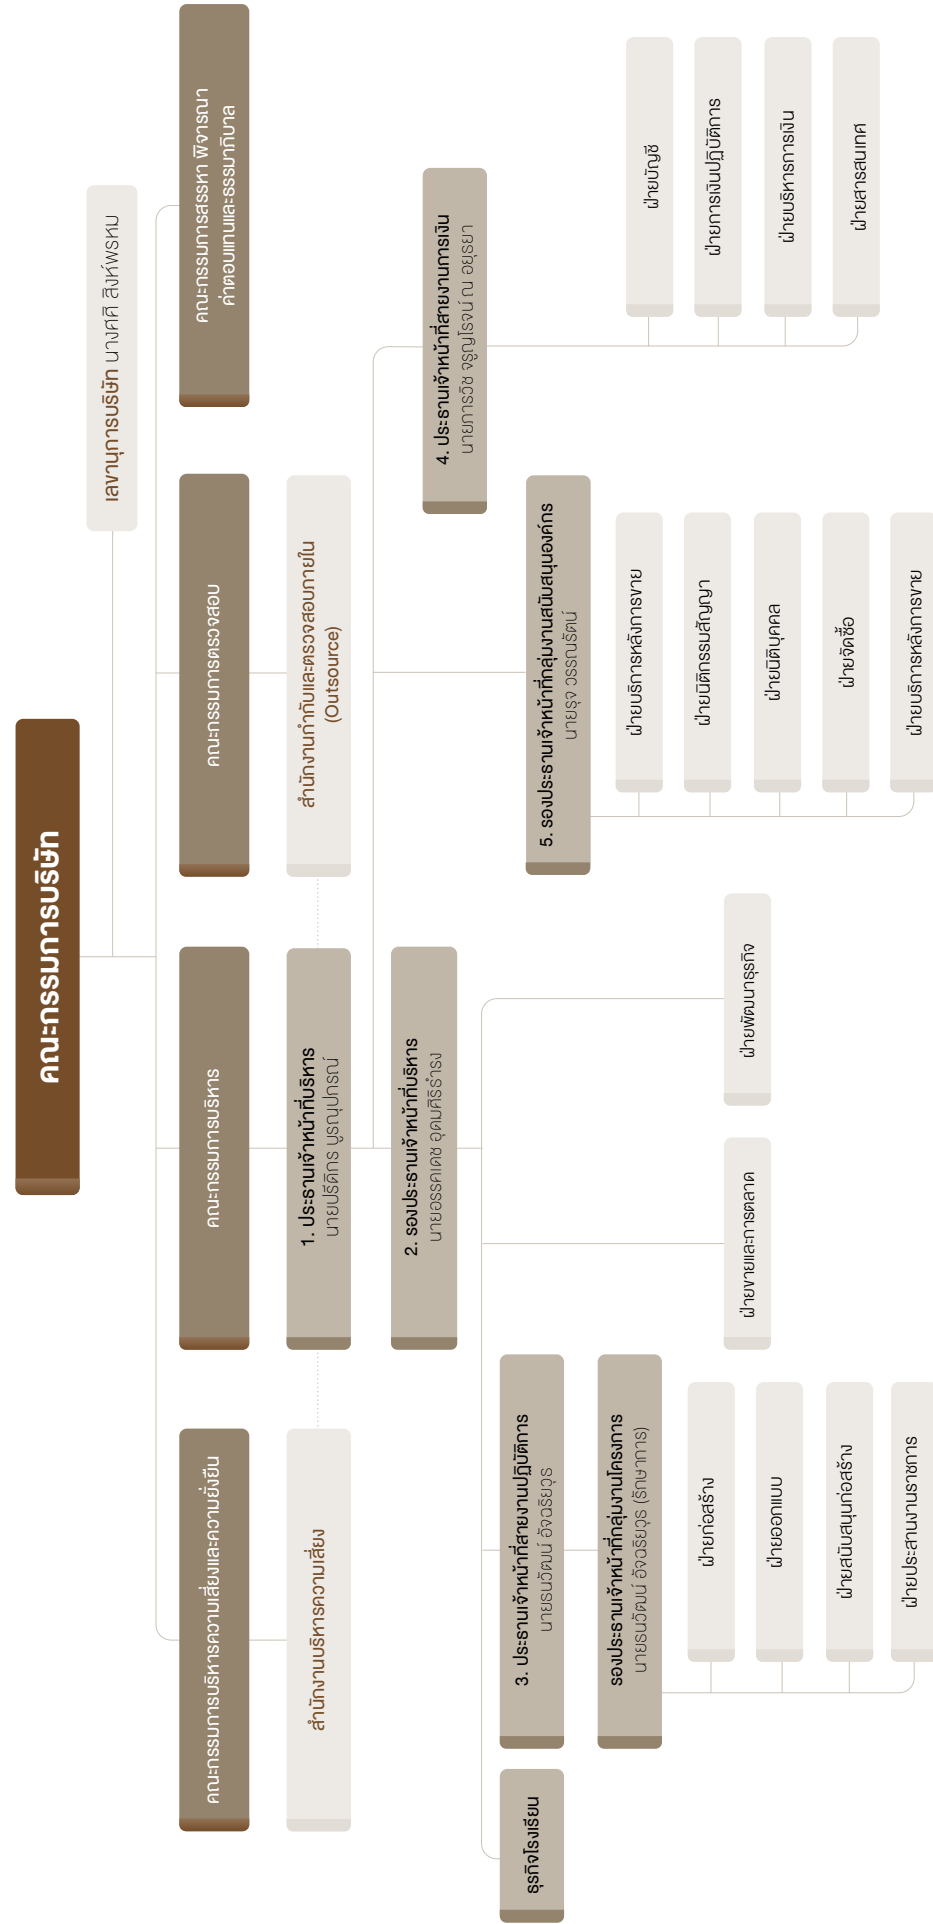 คณะกรรมการบริษัท
เลขานุการบริษัท นางศศิ สิงห์พรหม
คณะกรรมการบริหารความเสี่ยงและความยั่งยืน
คณะกรรมการบริหาร
คณะกรรมการตรวจสอบ
คณะกรรมการสรรหา พิจารณา
ค่าตอบแทนและธรรมาภิบาล
สำนักงานบริหารความเสี่ยง
1. ประธานเจ้าหน้าที่บริหาร
นายปรีดิกร บูรณุปกรณ์
สำนักงานกำกับและตรวจสอบภายใน
(Outsource)
2. รองประธานเจ้าหน้าที่บริหาร
นายอรรคเดช อุดมศิริธำรง
4. ประธานเจ้าหน้าที่สายงานการเงิน
นายการวิช จรูญโรจน์ ณ อยุธยา
ธุรกิจโรงเรียน
3. ประธานเจ้าหน้าที่สายงานปฏิบัติการ
นายธนวัฒน์ อัจฉริยวุธ
5. รองประธานเจ้าหน้าที่กลุ่มงานสนับสนุนองค์กร
นายรุจ วรรณรัตน์
รองประธานเจ้าหน้าที่กลุ่มงานโครงการ
นายธนวัฒน์ อัจฉริยวุธ (รักษาการ)
ฝ่ายก่อสร้าง
ฝ่ายออกแบบ
ฝ่ายสนับสนุนก่อสร้าง
ฝ่ายประสานงานราชการ
ฝ่ายขายและการตลาด
ฝ่ายพัฒนาธุรกิจ
ฝ่ายบริการหลังการขาย
ฝ่ายนิติกรรมสัญญา
ฝ่ายนิติบุคคล
ฝ่ายจัดซื้อ
ฝ่ายบริการหลังการขาย
ฝ่ายบัญชี
ฝ่ายการเงินปฏิบัติการ
ฝ่ายบริหารการเงิน
ฝ่ายสารสนเทศ